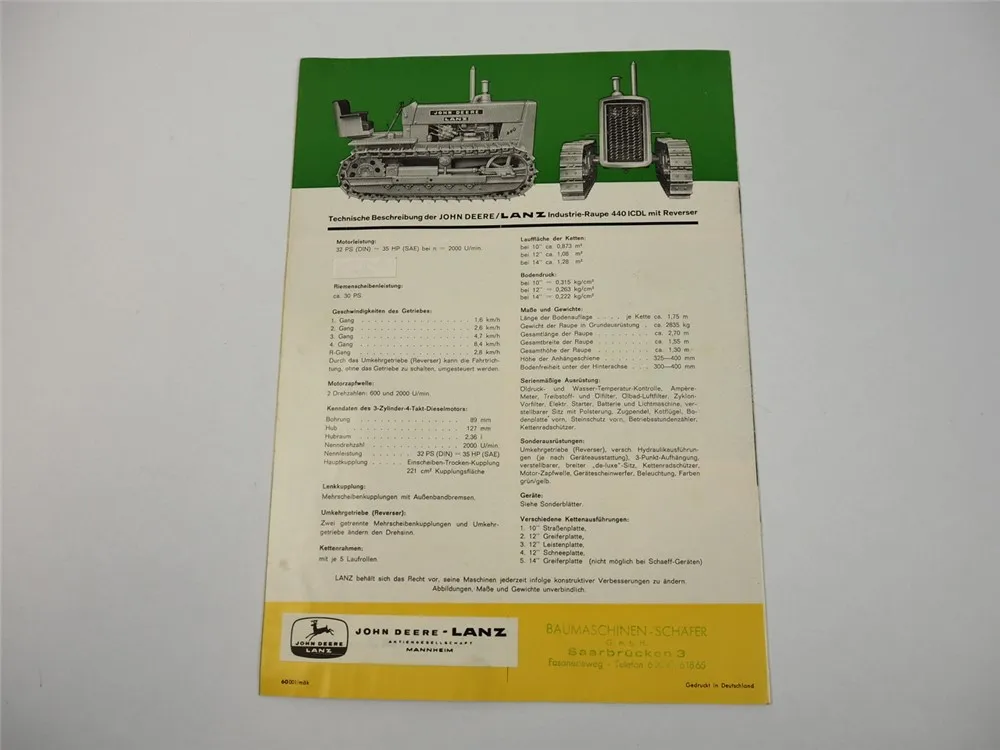 JOHN DEERE
LANZ
440
Technische Beschreibung der JOHN DEERE/LANZ Industrie-Raupe 440 ICDL mit Reverser
Motorleistung:
32 PS (DIN) – 35 HP (SAE) bei n – 2000 U/min.
Riemenscheibenleistung:
ca. 30 PS
Geschwindigkeiten des Getriebes:
1. Gang . . . 1,6 km/h
2. Gang . . . 2,6 km/h
3. Gang . . . 4,7 km/h
4. Gang . . . 8,4 km/h
R-Gang . . . 2,8 km/h
Durch das Umkehrgetriebe (Reverser) kann die Fahrtrich-
tung, ohne das Getriebe zu schalten, umgesteuert werden.
Motorzapfwelle:
2 Drehzahlen: 600 und 2000 U/min.
Kenndaten des 3-Zylinder-4-Takt-Dieselmotors:
Bohrung . . . 89 mm
Hub . . . 127 mm
Hubraum . . . 2,36 l
Nenndrehzahl . . . 2000 U/min.
Nennleistung . . . 32 PS (DIN) – 35 HP (SAE)
Hauptkupplung . . . Einscheiben-Trocken-Kupplung
221 cm² Kupplungsfläche
Lenkkupplung:
Mehrscheibenkupplungen mit Außenbandbremsen.
Umkehrgetriebe (Reverser):
Zwei getrennte Mehrscheibenkupplungen und Umkehr-
getriebe ändern den Drehsinn.
Kettenrahmen:
mit je 5 Laufrollen
Lauffläche der Ketten:
bei 10" ca. 0,873 m²
bei 12" ca. 1,08 m²
bei 14" ca. 1,28 m²
Bodendruck:
bei 10" – 0,315 kg/cm²
bei 12" – 0,263 kg/cm²
bei 14" – 0,222 kg/cm²
Maße und Gewichte:
Länge der Bodenauflage . . . je Kette ca. 1,75 m
Gewicht der Raupe in Grundausrüstung . . ca. 2835 kg
Gesamtlänge der Raupe . . . ca. 2,70 m
Gesamtbreite der Raupe . . . ca. 1,55 m
Gesamthöhe der Raupe . . . ca. 1,30 m
Höhe der Anhängeschiene . . . 325—400 mm
Bodenfreiheit unter der Hinterachse . . . 300—400 mm
Serienmäßige Ausrüstung:
Öldruck- und Wasser-Temperatur-Kontrolle, Ampère-
Meter, Treibstoff- und Ölfilter, Ölbad-Luftfilter, Zyklon-
Vorfilter, Elektr. Starter, Batterie und Lichtmaschine, ver-
stellbarer Sitz mit Polsterung, Zugpendel, Kotflügel, Bo-
denplatte vorn, Steinschutz vorn, Betriebsstundenzähler,
Kettenradschützer.
Sonderausrüstungen:
Umkehrgetriebe (Reverser), versch. Hydraulikausführun-
gen (je nach Geräteausstattung), 3-Punkt-Aufhängung,
verstellbarer, breiter „de-luxe"-Sitz, Kettenradschützer,
Motor-Zapfwelle, Gerätescheinwerfer, Beleuchtung, Farben
grün/gelb.
Geräte:
Siehe Sonderblätter.
Verschiedene Kettenausführungen:
1. 10" Straßenplatte,
2. 12" Greiferplatte,
3. 12" Leistenplatte,
4. 12" Schneeplatte,
5. 14" Greiferplatte (nicht möglich bei Schaeff-Geräten)
LANZ behält sich das Recht vor, seine Maschinen jederzeit infolge konstruktiver Verbesserungen zu ändern.
Abbildungen, Maße und Gewichte unverbindlich.
JOHN DEERE
LANZ
JOHN DEERE-LANZ
AKTIENGESELLSCHAFT
MANNHEIM
BAUMASCHINEN-SCHÄFER
G.m.b.H.
Saarbrücken 3
Telefon
Gedruckt in Deutschland